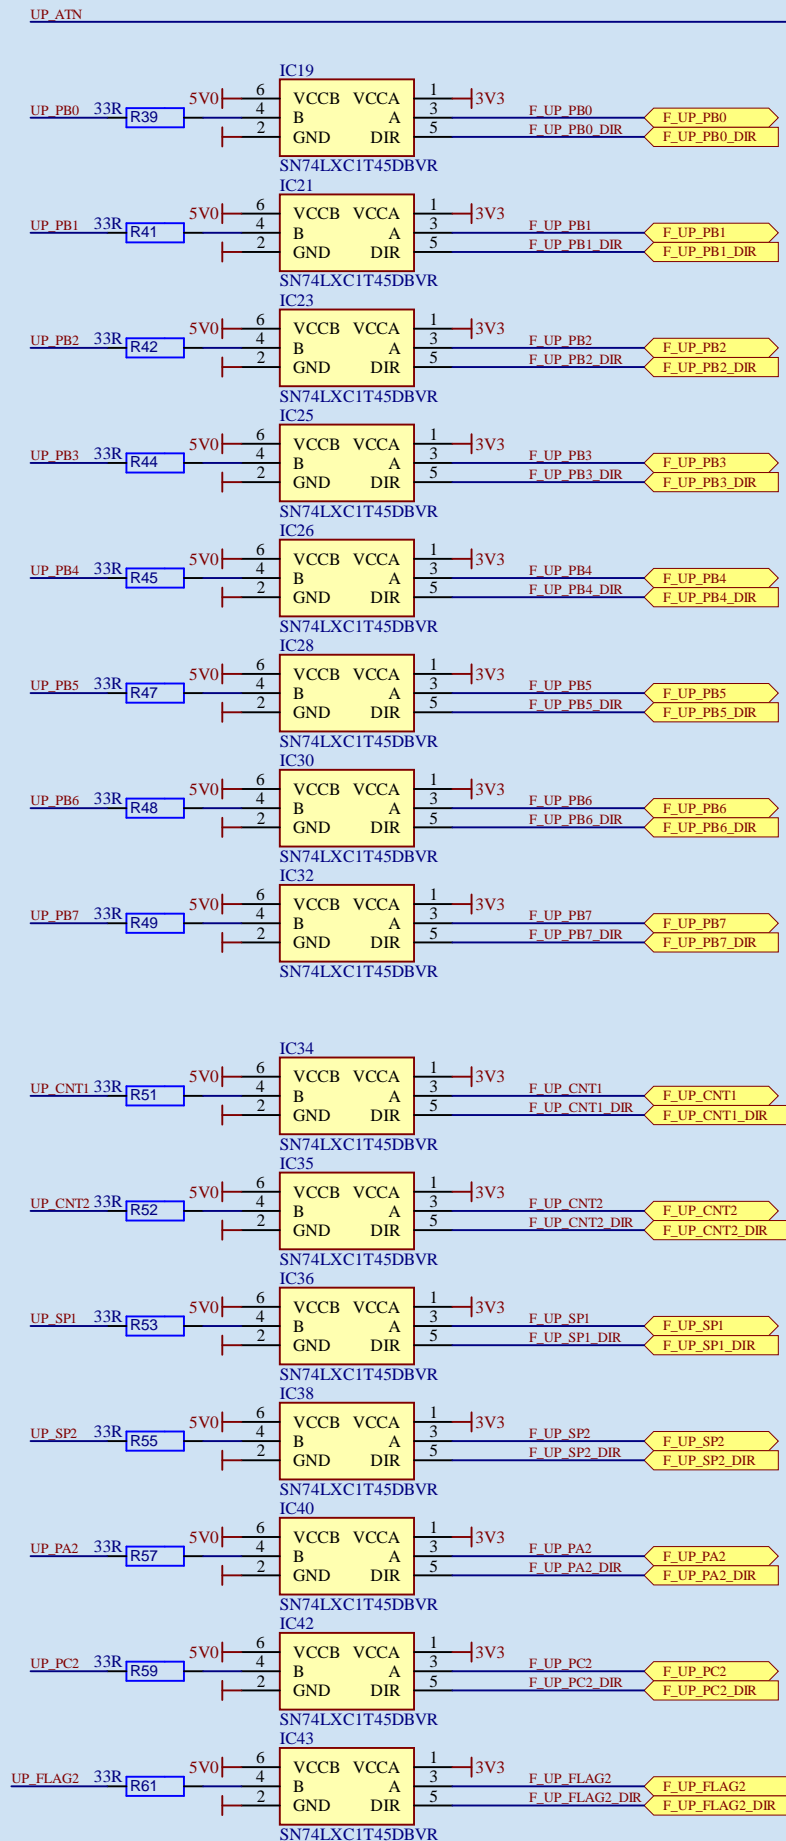 UP_ATN
IC19
5V0 6 VCCB VCCA 1 3V3
UP_PB0 33R R39 4 B A 3 F_UP_PB0 F_UP_PB0
2 GND DIR 5 F_UP_PB0_DIR F_UP_PB0_DIR
SN74LXC1T45DBVR
IC21
5V0 6 VCCB VCCA 1 3V3
UP_PB1 33R R41 4 B A 3 F_UP_PB1 F_UP_PB1
2 GND DIR 5 F_UP_PB1_DIR F_UP_PB1_DIR
SN74LXC1T45DBVR
IC23
5V0 6 VCCB VCCA 1 3V3
UP_PB2 33R R42 4 B A 3 F_UP_PB2 F_UP_PB2
2 GND DIR 5 F_UP_PB2_DIR F_UP_PB2_DIR
SN74LXC1T45DBVR
IC25
5V0 6 VCCB VCCA 1 3V3
UP_PB3 33R R44 4 B A 3 F_UP_PB3 F_UP_PB3
2 GND DIR 5 F_UP_PB3_DIR F_UP_PB3_DIR
SN74LXC1T45DBVR
IC26
5V0 6 VCCB VCCA 1 3V3
UP_PB4 33R R45 4 B A 3 F_UP_PB4 F_UP_PB4
2 GND DIR 5 F_UP_PB4_DIR F_UP_PB4_DIR
SN74LXC1T45DBVR
IC28
5V0 6 VCCB VCCA 1 3V3
UP_PB5 33R R47 4 B A 3 F_UP_PB5 F_UP_PB5
2 GND DIR 5 F_UP_PB5_DIR F_UP_PB5_DIR
SN74LXC1T45DBVR
IC30
5V0 6 VCCB VCCA 1 3V3
UP_PB6 33R R48 4 B A 3 F_UP_PB6 F_UP_PB6
2 GND DIR 5 F_UP_PB6_DIR F_UP_PB6_DIR
SN74LXC1T45DBVR
IC32
5V0 6 VCCB VCCA 1 3V3
UP_PB7 33R R49 4 B A 3 F_UP_PB7 F_UP_PB7
2 GND DIR 5 F_UP_PB7_DIR F_UP_PB7_DIR
SN74LXC1T45DBVR
IC34
5V0 6 VCCB VCCA 1 3V3
UP_CNT1 33R R51 4 B A 3 F_UP_CNT1 F_UP_CNT1
2 GND DIR 5 F_UP_CNT1_DIR F_UP_CNT1_DIR
SN74LXC1T45DBVR
IC35
5V0 6 VCCB VCCA 1 3V3
UP_CNT2 33R R52 4 B A 3 F_UP_CNT2 F_UP_CNT2
2 GND DIR 5 F_UP_CNT2_DIR F_UP_CNT2_DIR
SN74LXC1T45DBVR
IC36
5V0 6 VCCB VCCA 1 3V3
UP_SP1 33R R53 4 B A 3 F_UP_SP1 F_UP_SP1
2 GND DIR 5 F_UP_SP1_DIR F_UP_SP1_DIR
SN74LXC1T45DBVR
IC38
5V0 6 VCCB VCCA 1 3V3
UP_SP2 33R R55 4 B A 3 F_UP_SP2 F_UP_SP2
2 GND DIR 5 F_UP_SP2_DIR F_UP_SP2_DIR
SN74LXC1T45DBVR
IC40
5V0 6 VCCB VCCA 1 3V3
UP_PA2 33R R57 4 B A 3 F_UP_PA2 F_UP_PA2
2 GND DIR 5 F_UP_PA2_DIR F_UP_PA2_DIR
SN74LXC1T45DBVR
IC42
5V0 6 VCCB VCCA 1 3V3
UP_PC2 33R R59 4 B A 3 F_UP_PC2 F_UP_PC2
2 GND DIR 5 F_UP_PC2_DIR F_UP_PC2_DIR
SN74LXC1T45DBVR
IC43
5V0 6 VCCB VCCA 1 3V3
UP_FLAG2 33R R61 4 B A 3 F_UP_FLAG2 F_UP_FLAG2
2 GND DIR 5 F_UP_FLAG2_DIR F_UP_FLAG2_DIR
SN74LXC1T45DBVR